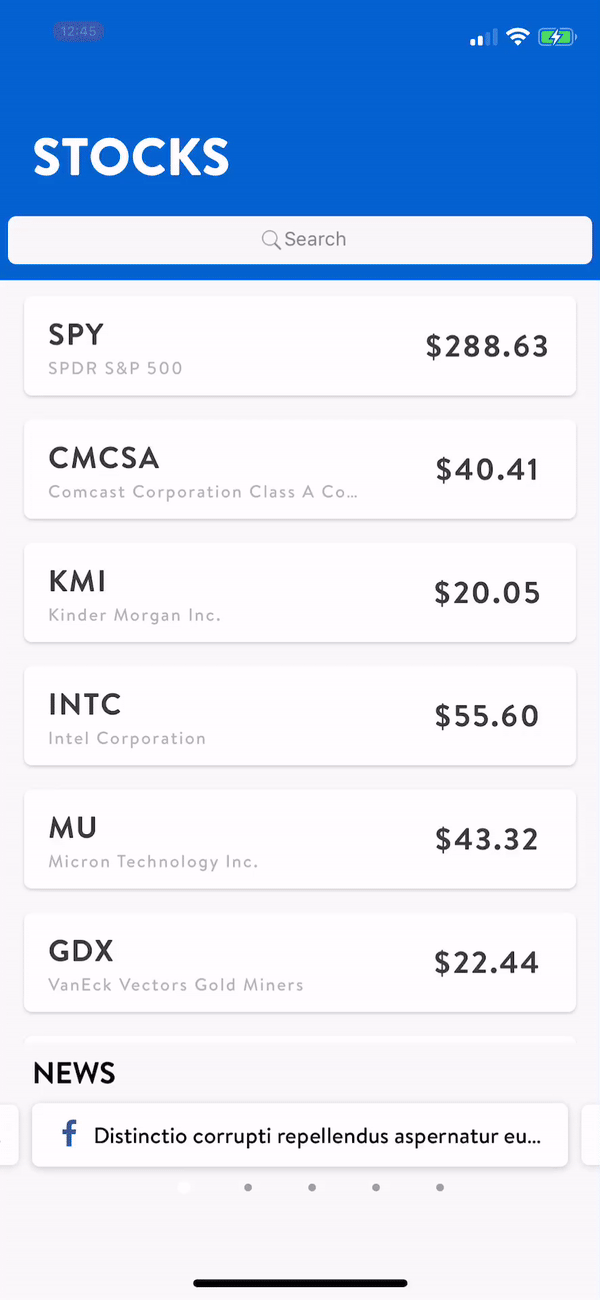 12:45
STOCKS
Search
SPY
$288.63
SPDR S&P 500
CMCSA
$40.41
Comcast Corporation Class A Co...
KMI
$20.05
Kinder Morgan Inc.
INTC
$55.60
Intel Corporation
MU
$43.32
Micron Technology Inc.
GDX
$22.44
VanEck Vectors Gold Miners
NEWS
Distinctio corrupti repellendus aspernatur eu...